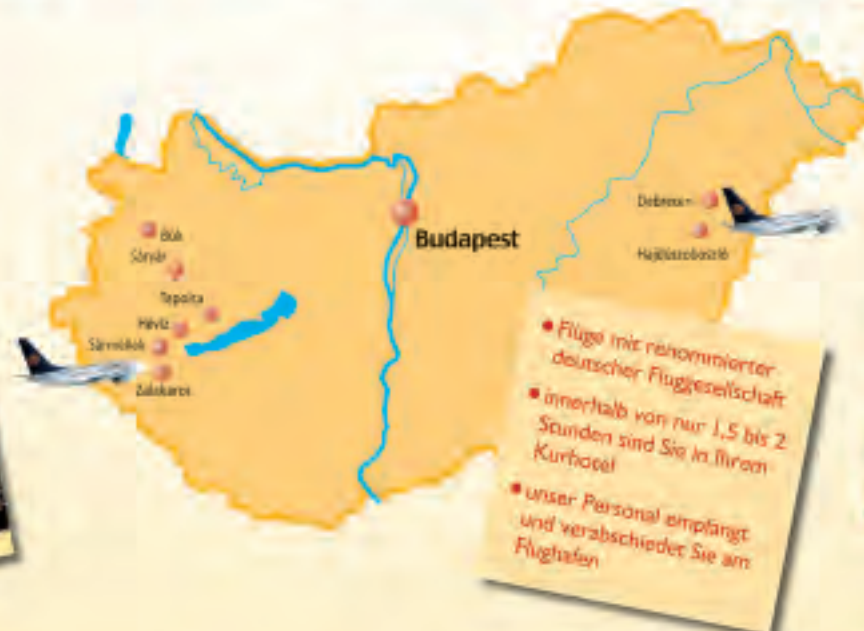 Budapest
Debrecen
Hajdúszoboszló
Bük
Sárvár
Tapolca
Hévíz
Sármellék
Zalakaros
• Flüge mit renommierter
deutscher Fluggesellschaft
• innerhalb von nur 1,5 bis 2
Stunden sind Sie in Ihrem
Kurhotel
• unser Personal empfängt
und verabschiedet Sie am
Flughafen